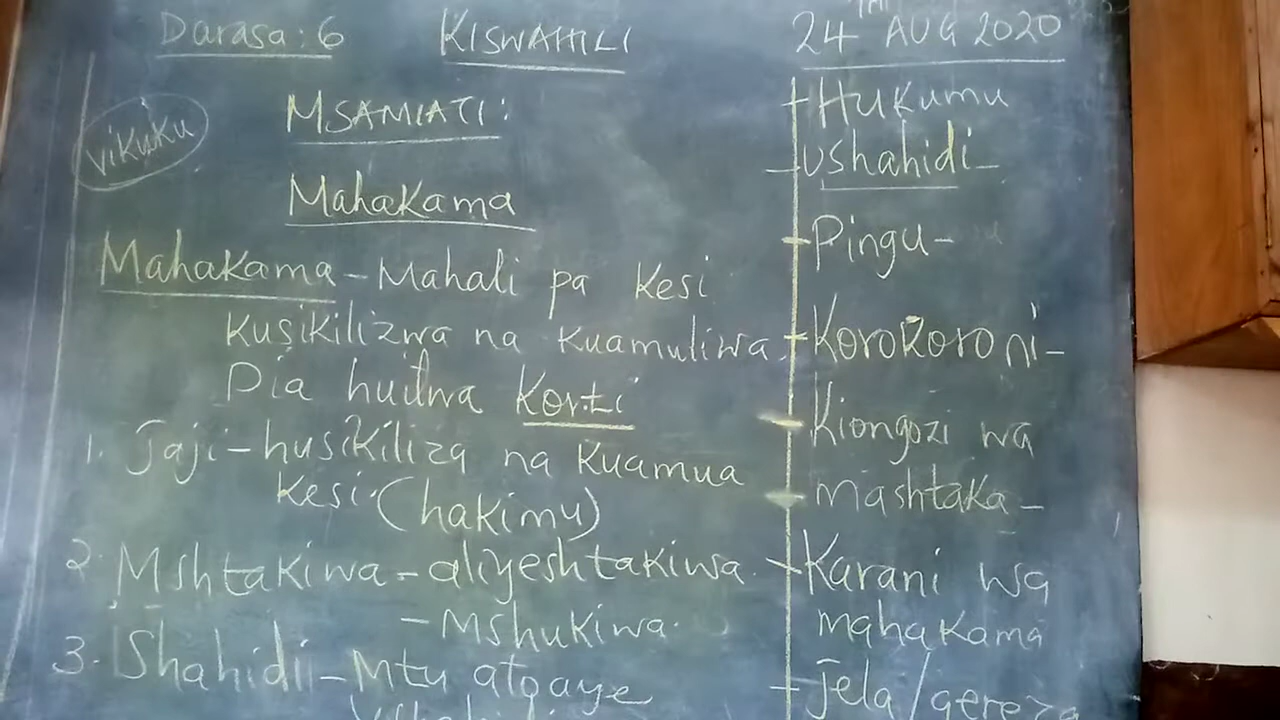 Darasa: 6 KISWAHILI 24TH AUG 2020
vikuku
MSAMIATI:
Mahakama
Mahakama - Mahali pa kesi
kusikilizwa na kuamuliwa.
Pia huitwa Korti
1. Jaji - husikiliza na kuamua
kesi. (hakimu)
2. Mshtakiwa - aliyeshtakiwa.
- Mshukiwa.
3. Shahidi - Mtu atoaye
Ushahidi
Hukumu
ushahidi -
Pingu -
Korokoroni -
Kiongozi wa
mashtaka -
Karani wa
mahakama
Jela/gereza